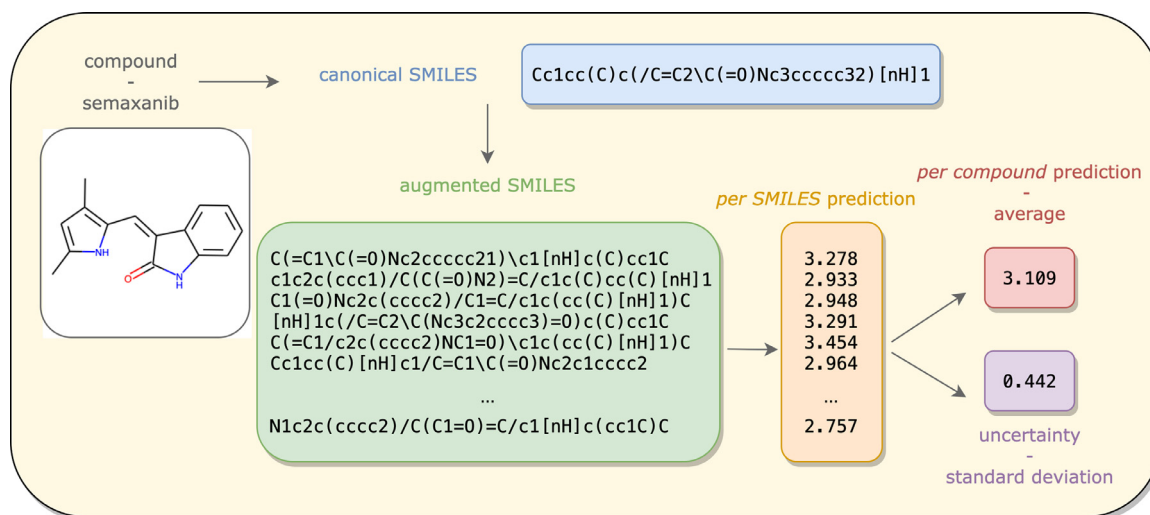 compound
-
semaxanib
canonical SMILES
Cc1cc(C)c(/C=C2\C(=O)Nc3ccccc32)[nH]1
NH
O
N
H
augmented SMILES
C(=C1\C(=O)Nc2ccccc21)\c1[nH]c(C)cc1C
c1c2c(ccc1)/C(C(=O)N2)=C/c1c(C)cc(C)[nH]1
C1(=O)Nc2c(cccc2)/C1=C/c1c(cc(C)[nH]1)C
[nH]1c(/C=C2\C(Nc3c2cccc3)=O)c(C)cc1C
C(=C1/c2c(cccc2)NC1=O)\c1c(cc(C)[nH]1)C
Cc1cc(C)[nH]c1/C=C1\C(=O)Nc2c1cccc2
...
N1c2c(cccc2)/C(C1=O)=C/c1[nH]c(cc1C)C
per SMILES prediction
3.278
2.933
2.948
3.291
3.454
2.964
...
2.757
per compound prediction
-
average
3.109
0.442
uncertainty
-
standard deviation